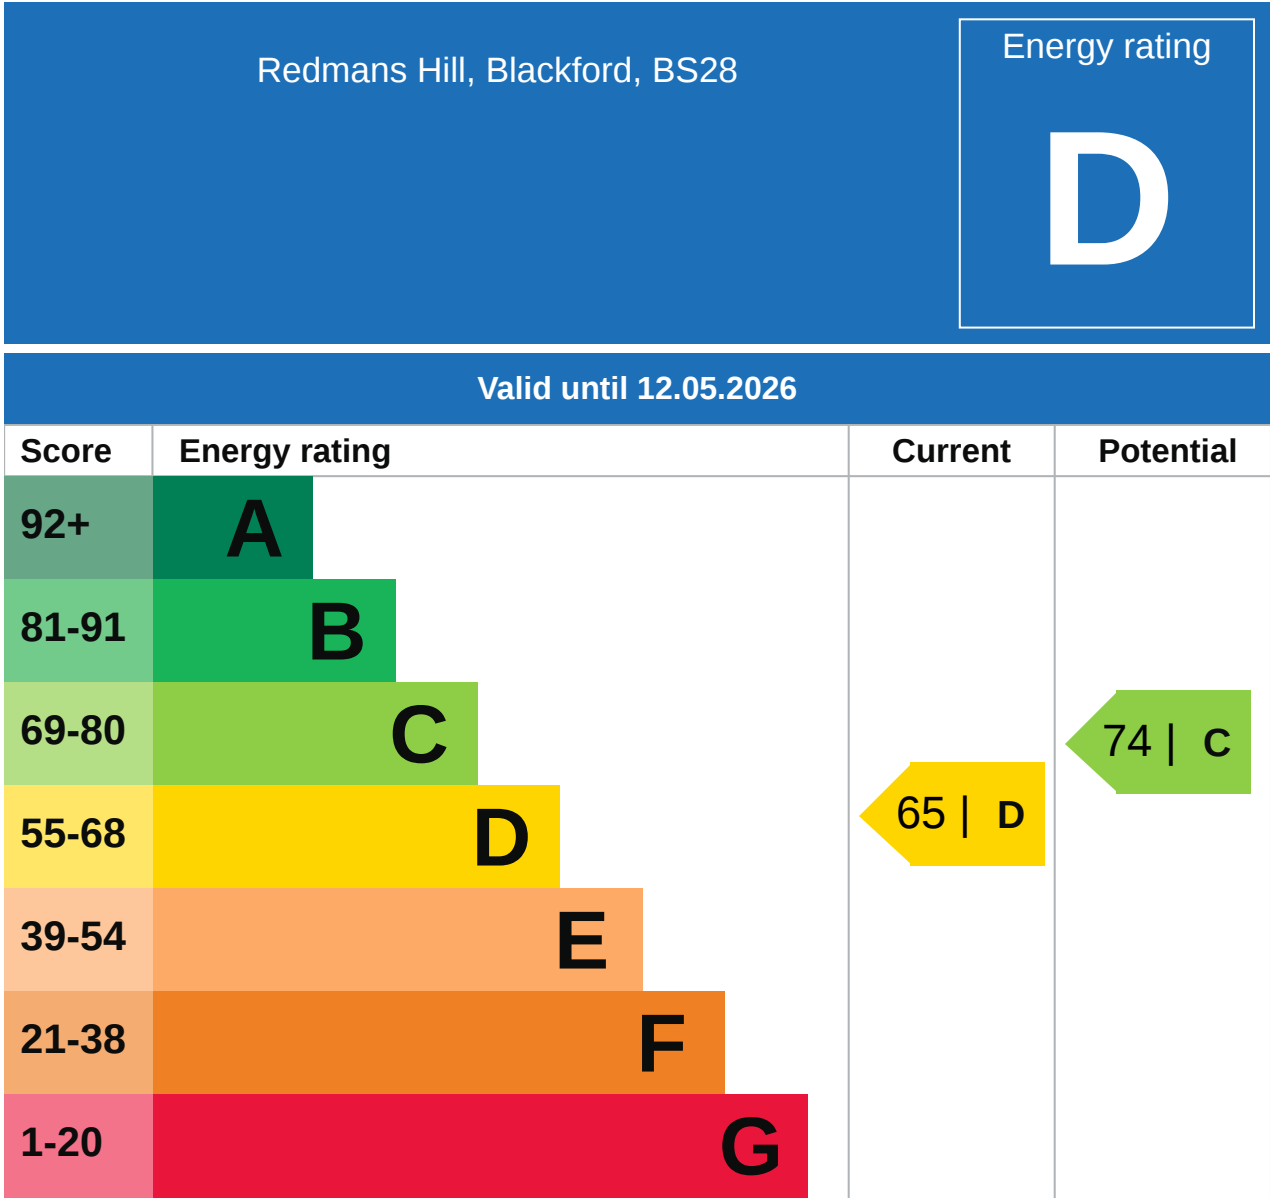 Redmans Hill, Blackford, BS28
Energy rating
D
Valid until 12.05.2026
Score Energy rating Current Potential
92+ A
81-91 B
69-80 C
74 | C
55-68 D
65 | D
39-54 E
21-38 F
1-20 G